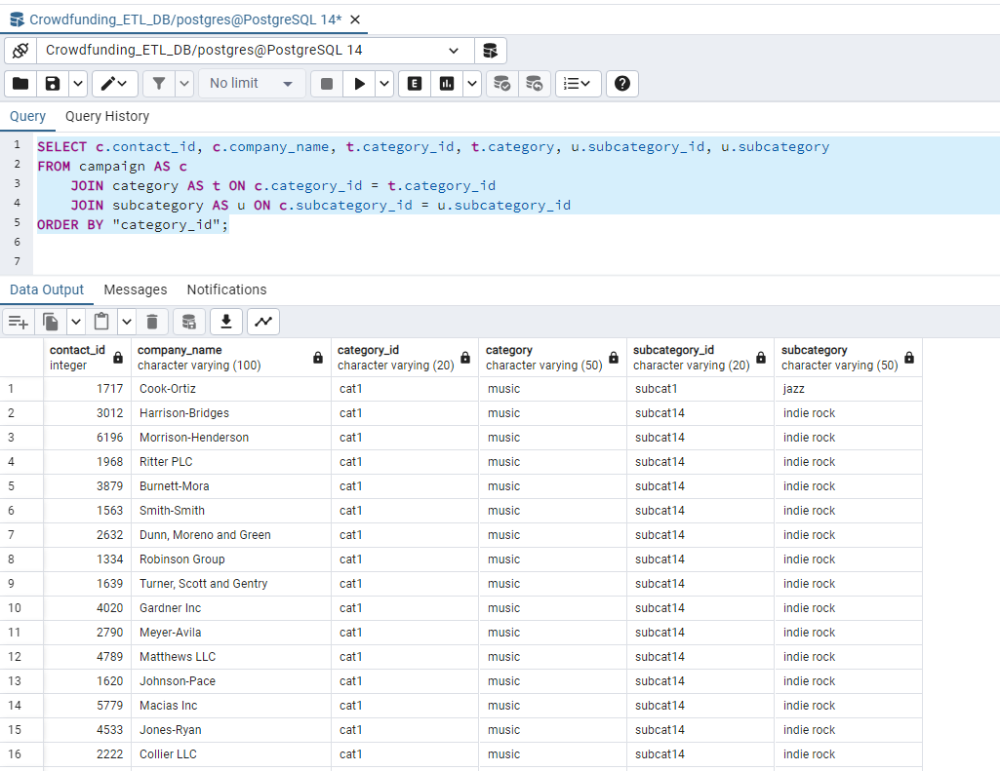 Crowdfunding_ETL_DB/postgres@PostgreSQL 14*
Crowdfunding_ETL_DB/postgres@PostgreSQL 14
No limit
E
Query Query History
1 SELECT c.contact_id, c.company_name, t.category_id, t.category, u.subcategory_id, u.subcategory
2 FROM campaign AS c
3 JOIN category AS t ON c.category_id = t.category_id
4 JOIN subcategory AS u ON c.subcategory_id = u.subcategory_id
5 ORDER BY "category_id";
6
7
Data Output Messages Notifications
contact_id company_name category_id category subcategory_id subcategory
integer character varying (100) character varying (20) character varying (50) character varying (20) character varying (50)
1 1717 Cook-Ortiz cat1 music subcat1 jazz
2 3012 Harrison-Bridges cat1 music subcat14 indie rock
3 6196 Morrison-Henderson cat1 music subcat14 indie rock
4 1968 Ritter PLC cat1 music subcat14 indie rock
5 3879 Burnett-Mora cat1 music subcat14 indie rock
6 1563 Smith-Smith cat1 music subcat14 indie rock
7 2632 Dunn, Moreno and Green cat1 music subcat14 indie rock
8 1334 Robinson Group cat1 music subcat14 indie rock
9 1639 Turner, Scott and Gentry cat1 music subcat14 indie rock
10 4020 Gardner Inc cat1 music subcat14 indie rock
11 2790 Meyer-Avila cat1 music subcat14 indie rock
12 4789 Matthews LLC cat1 music subcat14 indie rock
13 1620 Johnson-Pace cat1 music subcat14 indie rock
14 5779 Macias Inc cat1 music subcat14 indie rock
15 4533 Jones-Ryan cat1 music subcat14 indie rock
16 2222 Collier LLC cat1 music subcat14 indie rock